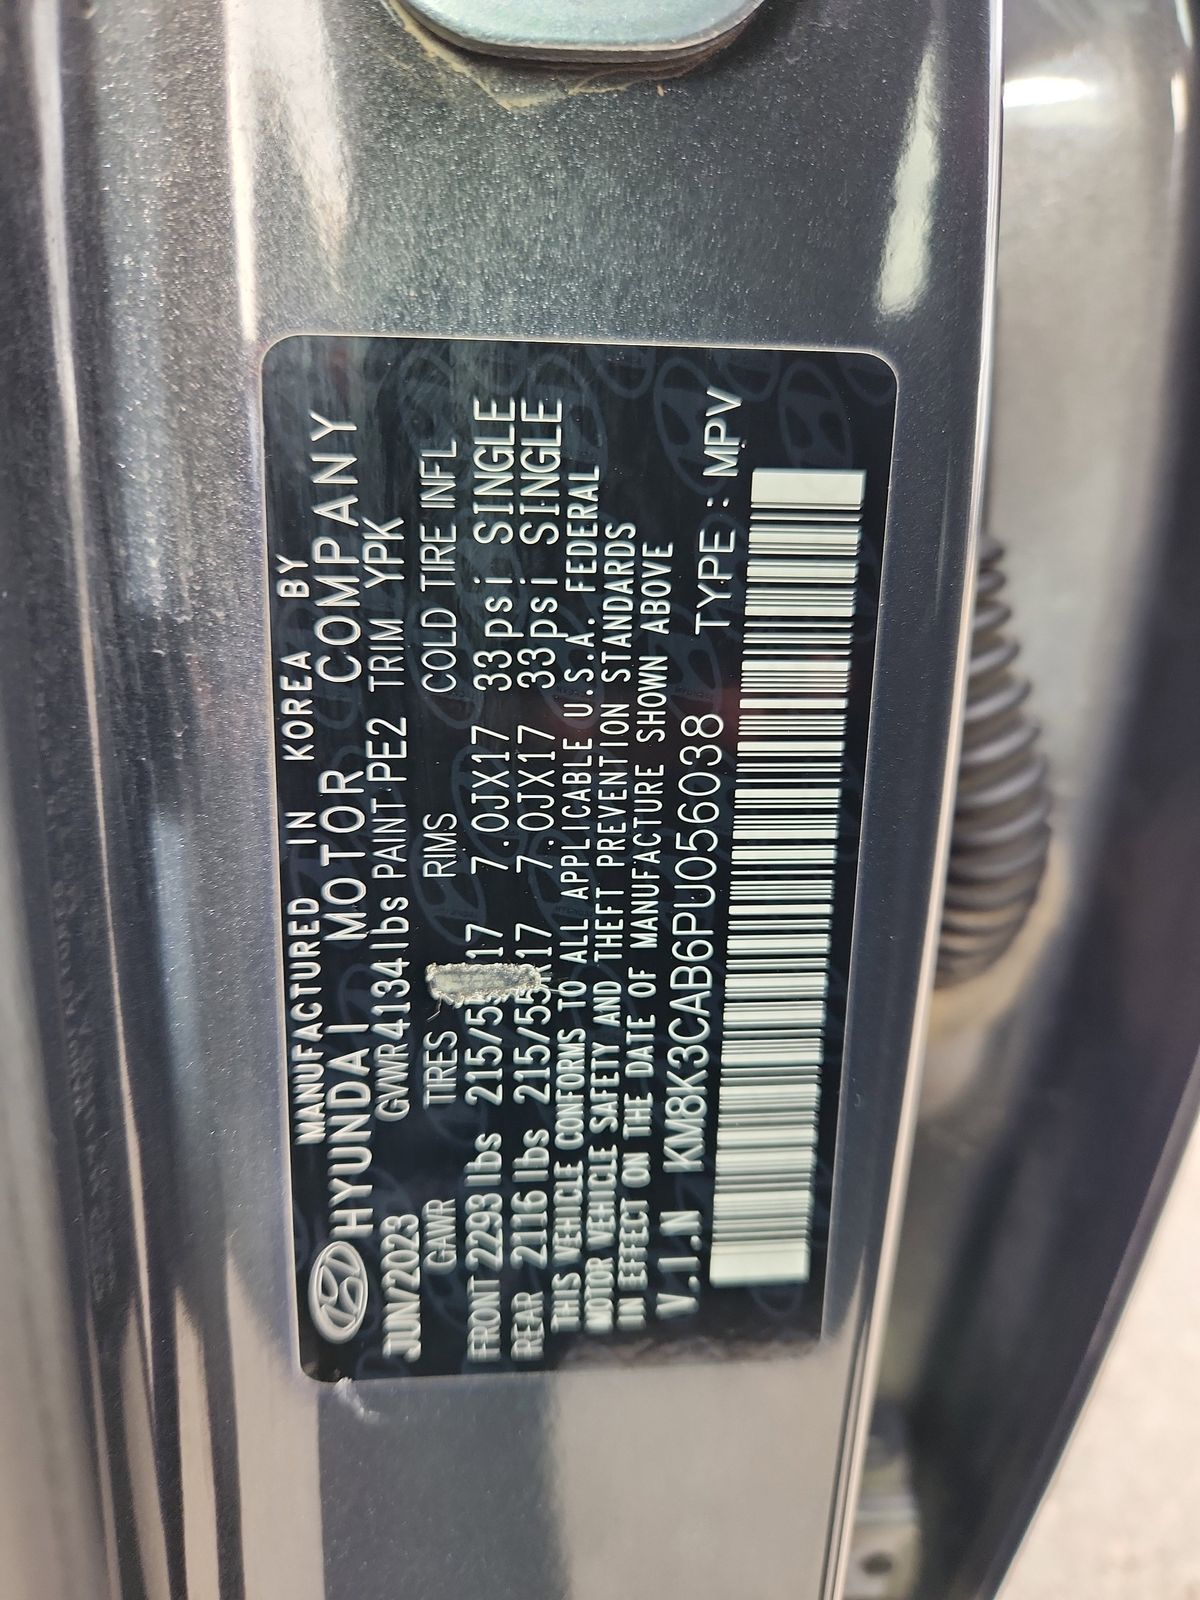 MANUFACTURED IN KOREA BY
HYUNDAI MOTOR COMPANY
JUN/2023 GVWR 4134 lbs PAINT PE2 TRIM YPK
GAWR TIRES RIMS COLD TIRE INFL
FRONT 2293 lbs 215/55 17 7.0JX17 33psi SINGLE
REAR 2116 lbs 215/55 17 7.0JX17 33psi SINGLE
THIS VEHICLE CONFORMS TO ALL APPLICABLE U.S.A. FEDERAL
MOTOR VEHICLE SAFETY AND THEFT PREVENTION STANDARDS
IN EFFECT ON THE DATE OF MANUFACTURE SHOWN ABOVE
V.I.N KM8K3CAB6PU056038 TYPE : MPV